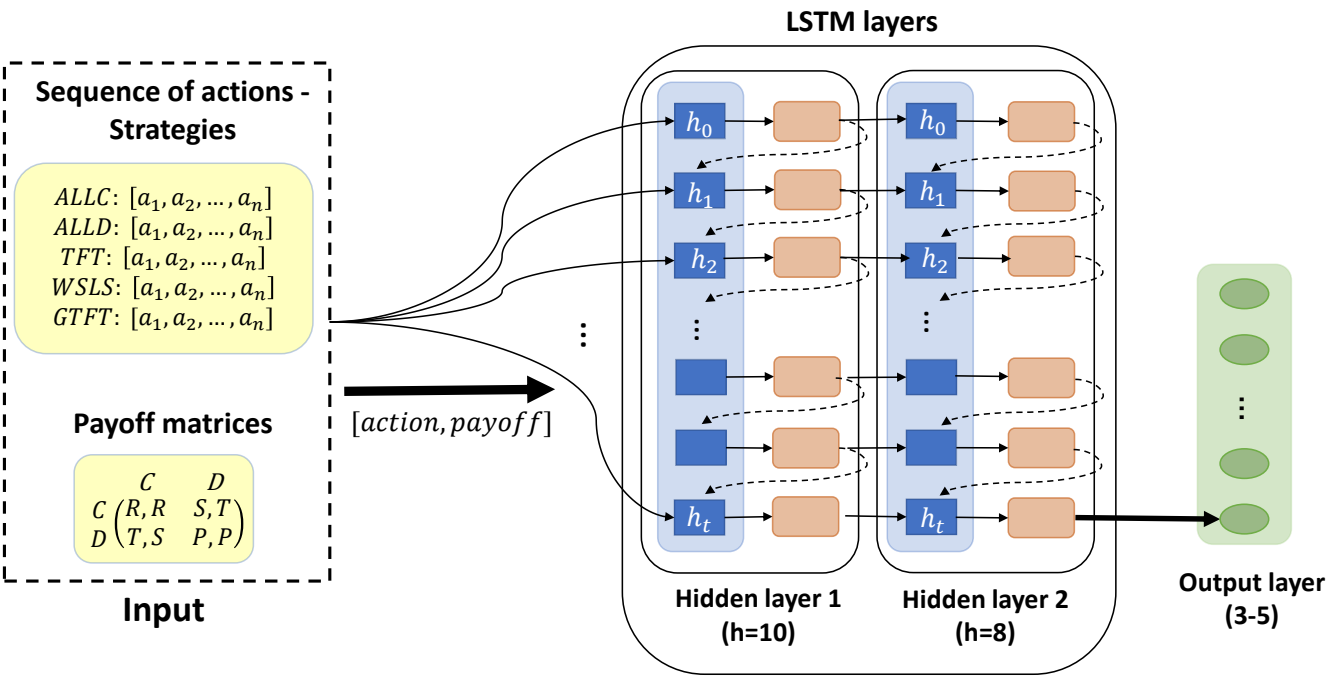 LSTM layers
Sequence of actions -
Strategies
ALLC: [a₁, a₂, … , aₙ]
ALLD: [a₁, a₂, … , aₙ]
TFT: [a₁, a₂, … , aₙ]
WSLS: [a₁, a₂, … , aₙ]
GTFT: [a₁, a₂, … , aₙ]
Payoff matrices
C D
C (R, R S, T
D T, S P, P)
Input
[action, payoff]
⋮
h₀
h₁
h₂
⋮
hₜ
Hidden layer 1
(h=10)
h₀
h₁
h₂
⋮
hₜ
Hidden layer 2
(h=8)
⋮
Output layer
(3-5)